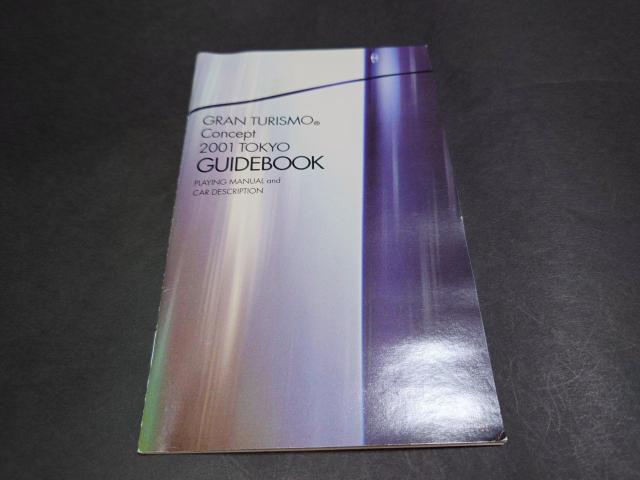 GRAN TURISMO®
Concept
2001 TOKYO
GUIDEBOOK
PLAYING MANUAL and
CAR DESCRIPTION